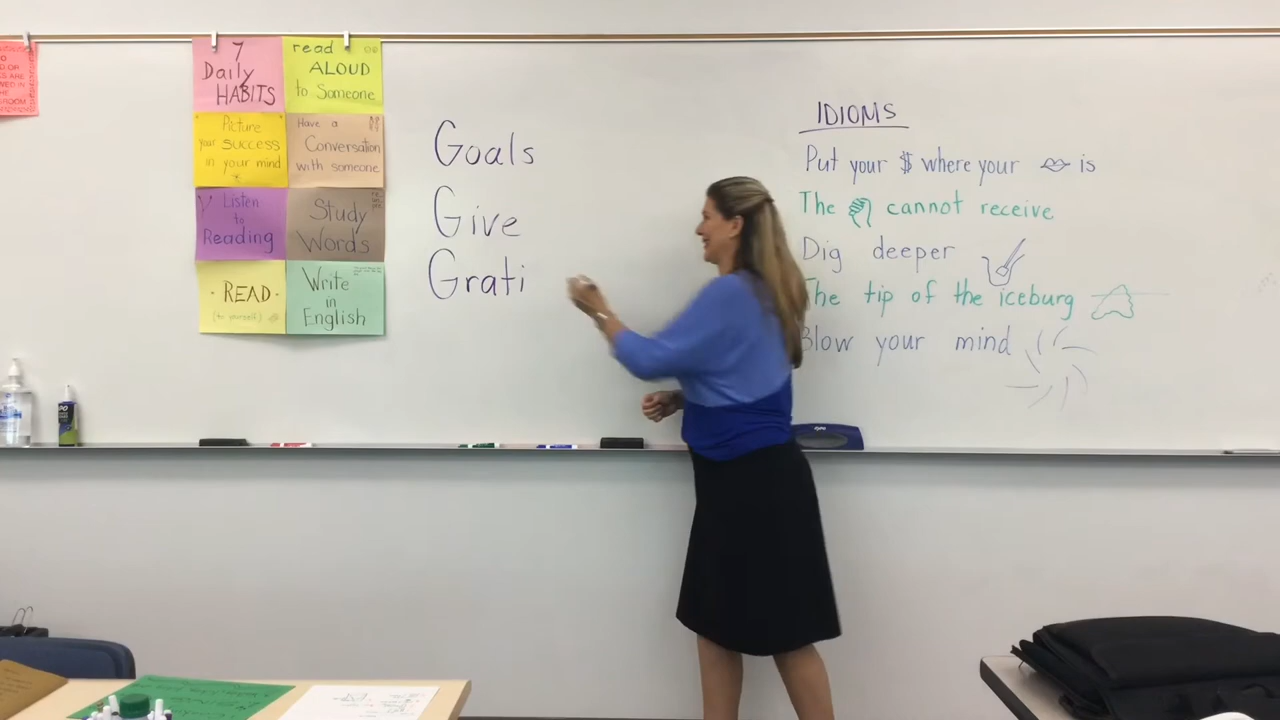 7
Daily
HABITS
read
ALOUD
to Someone
Picture
your SUCCESS
in your mind
Have a
Conversation
with someone
Listen
to
Reading
Study
Words
READ
(to yourself)
Write
in
English
Goals
Give
Grati
IDIOMS
Put your $ where your is
The cannot receive
Dig deeper
The tip of the iceburg
Blow your mind